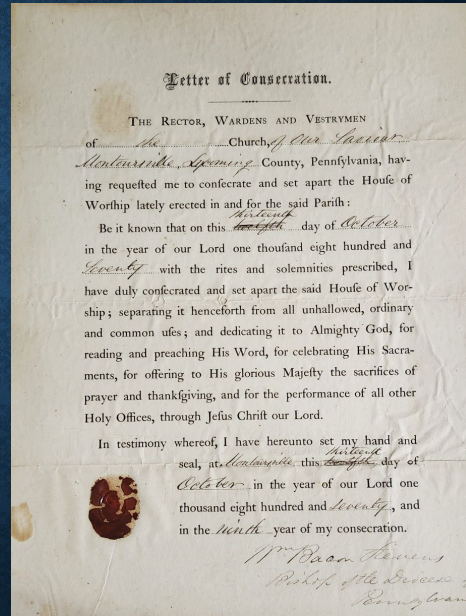 Letter of Consecration.
THE RECTOR, WARDENS AND VESTRYMEN
of the Church, of Our Saviour
Montoursville, Lycoming County, Pennſylvania, hav-
ing requeſted me to conſecrate and ſet apart the Houſe of
Worſhip lately erected in and for the ſaid Pariſh:
Be it known that on this twelfth thirteenth day of October
in the year of our Lord one thouſand eight hundred and
Seventy with the rites and solemnities prescribed, I
have duly conſecrated and set apart the said Houſe of Wor-
ship; separating it henceforth from all unhallowed, ordinary
and common uſes; and dedicating it to Almighty God, for
reading and preaching His Word, for celebrating His Sacra-
ments, for offering to His glorious Majeſty the sacrifices of
prayer and thankſgiving, and for the performance of all other
Holy Offices, through Jeſus Chriſt our Lord.
In testimony whereof, I have hereunto set my hand and
seal, at Montoursville this twelfth thirteenth day of
October in the year of our Lord one
thousand eight hundred and seventy, and
in the ninth year of my consecration.
Wm Bacon Stevens
Bishop of the Diocese of
Pennsylvan